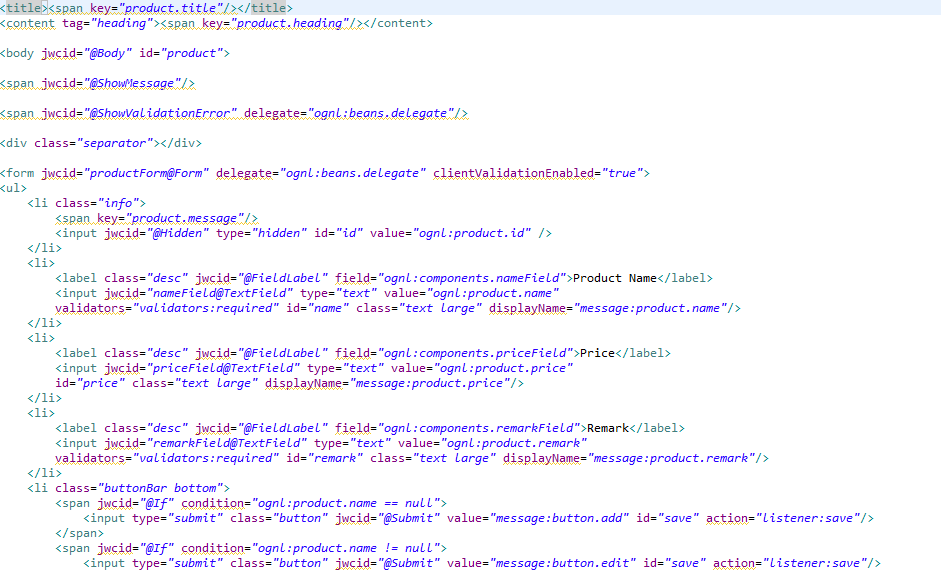 <title><span key="product.title"/></title>
<content tag="heading"><span key="product.heading"/></content>
<body jwcid="@Body" id="product">
<span jwcid="@ShowMessage"/>
<span jwcid="@ShowValidationError" delegate="ognl:beans.delegate"/>
<div class="separator"></div>
<form jwcid="productForm@Form" delegate="ognl:beans.delegate" clientValidationEnabled="true">
<ul>
<li class="info">
<span key="product.message"/>
<input jwcid="@Hidden" type="hidden" id="id" value="ognl:product.id" />
</li>
<li>
<label class="desc" jwcid="@FieldLabel" field="ognl:components.nameField">Product Name</label>
<input jwcid="nameField@TextField" type="text" value="ognl:product.name"
validators="validators:required" id="name" class="text large" displayName="message:product.name"/>
</li>
<li>
<label class="desc" jwcid="@FieldLabel" field="ognl:components.priceField">Price</label>
<input jwcid="priceField@TextField" type="text" value="ognl:product.price"
id="price" class="text large" displayName="message:product.price"/>
</li>
<li>
<label class="desc" jwcid="@FieldLabel" field="ognl:components.remarkField">Remark</label>
<input jwcid="remarkField@TextField" type="text" value="ognl:product.remark"
validators="validators:required" id="remark" class="text large" displayName="message:product.remark"/>
</li>
<li class="buttonBar bottom">
<span jwcid="@If" condition="ognl:product.name == null">
<input type="submit" class="button" jwcid="@Submit" value="message:button.add" id="save" action="listener:save"/>
</span>
<span jwcid="@If" condition="ognl:product.name != null">
<input type="submit" class="button" jwcid="@Submit" value="message:button.edit" id="save" action="listener:save"/>